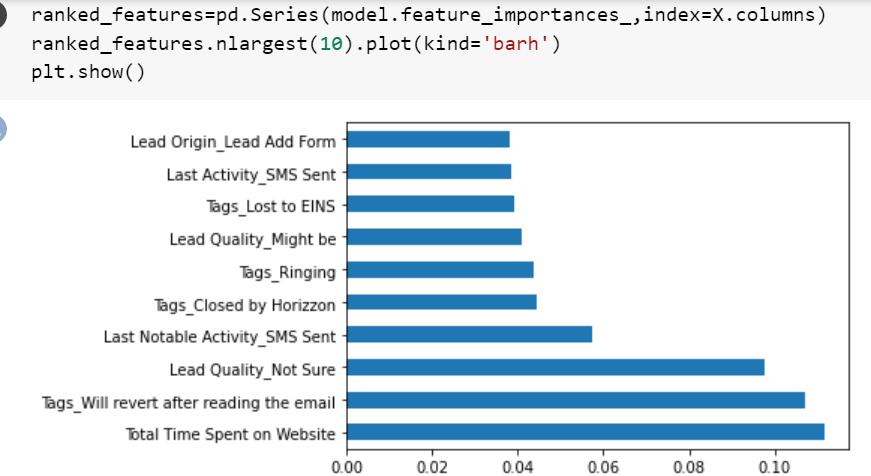 ranked_features=pd.Series(model.feature_importances_,index=X.columns)
ranked_features.nlargest(10).plot(kind='barh')
plt.show()
Lead Origin_Lead Add Form
Last Activity_SMS Sent
Tags_Lost to EINS
Lead Quality_Might be
Tags_Ringing
Tags_Closed by Horizzon
Last Notable Activity_SMS Sent
Lead Quality_Not Sure
Tags_Will revert after reading the email
Total Time Spent on Website
0.00 0.02 0.04 0.06 0.08 0.10